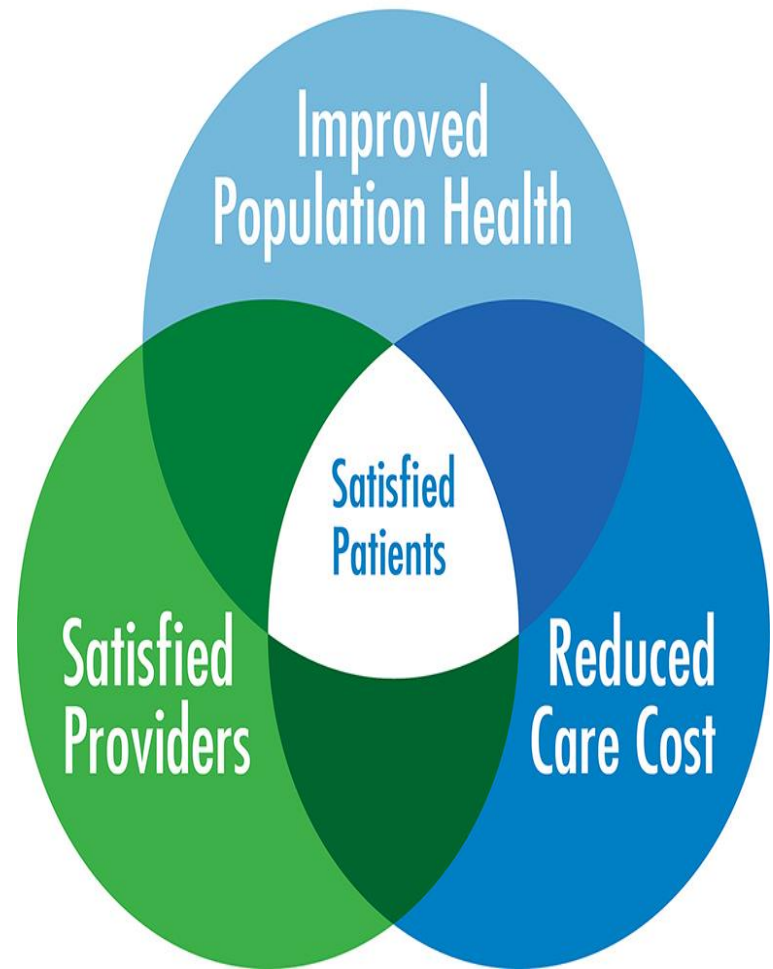 Improved
Population Health
Satisfied
Patients
Satisfied
Providers
Reduced
Care Cost